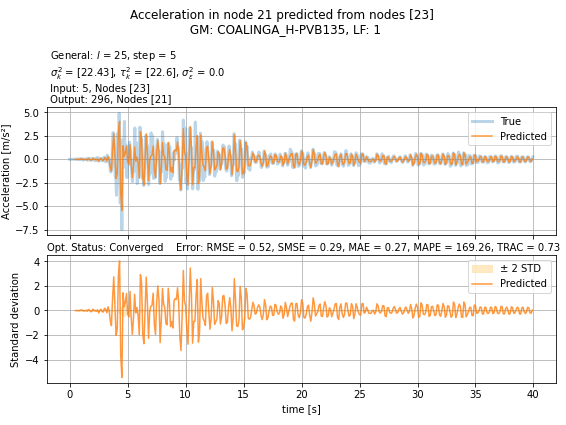 Acceleration in node 21 predicted from nodes [23]
GM: COALINGA_H-PVB135, LF: 1
General: l = 25, step = 5
σ²ₖ = [22.43], τ²ₖ = [22.6], σ²ε = 0.0
Input: 5, Nodes [23]
Output: 296, Nodes [21]
5.0
2.5
0.0
−2.5
−5.0
−7.5
Acceleration [m/s²]
True
Predicted
Opt. Status: Converged Error: RMSE = 0.52, SMSE = 0.29, MAE = 0.27, MAPE = 169.26, TRAC = 0.73
4
2
0
−2
−4
Standard deviation
± 2 STD
Predicted
0 5 10 15 20 25 30 35 40
time [s]